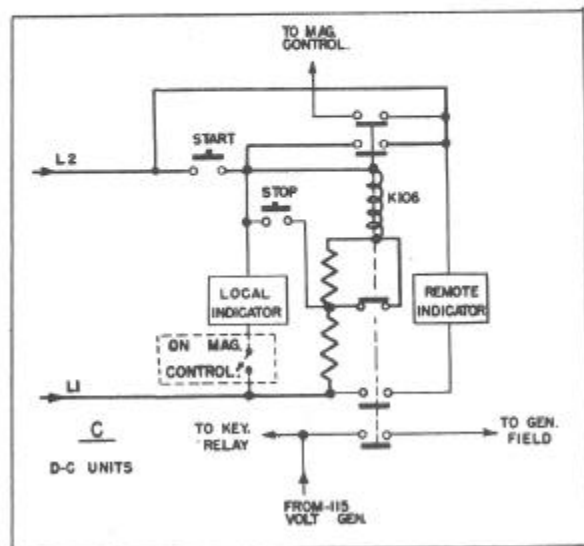 TO MAG.
CONTROL.
START
L2
STOP
K106
LOCAL
INDICATOR
REMOTE
INDICATOR
ON MAG.
CONTROL.
L1
C
D-C UNITS
TO KEY.
RELAY
TO GEN.
FIELD
FROM-115
VOLT GEN.